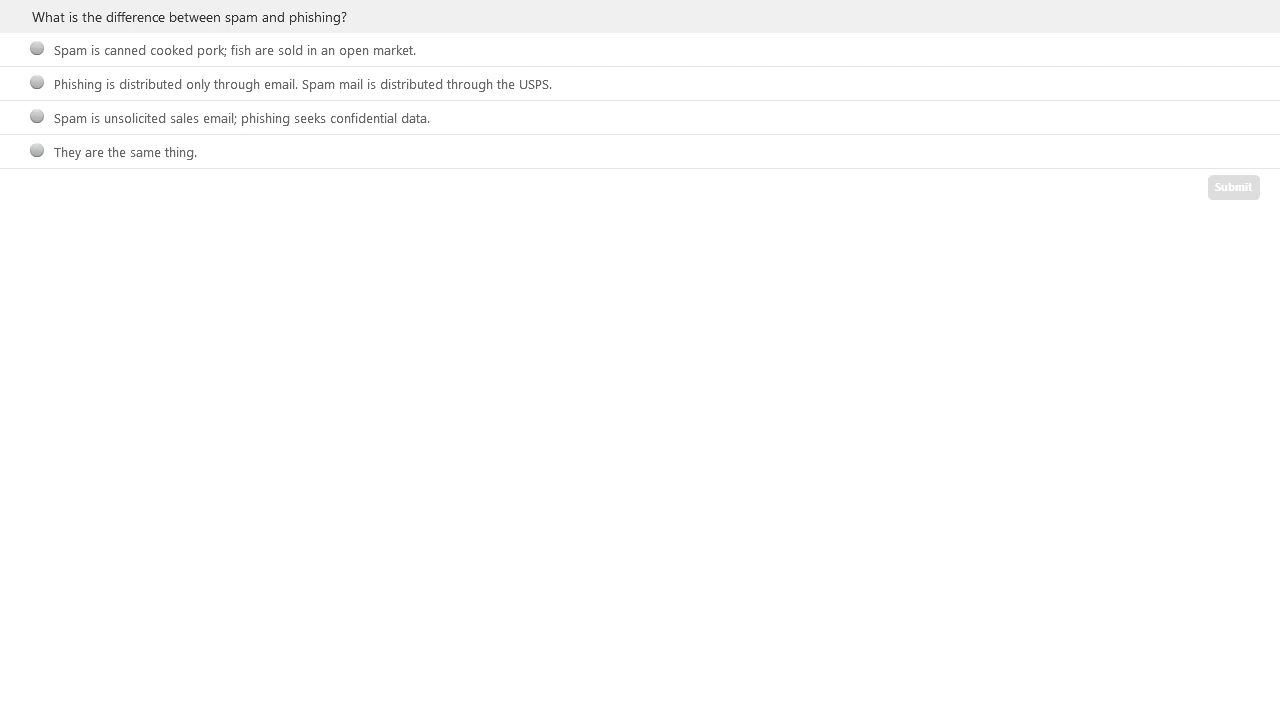 What is the difference between spam and phishing?
Spam is canned cooked pork; fish are sold in an open market.
Phishing is distributed only through email. Spam mail is distributed through the USPS.
Spam is unsolicited sales email; phishing seeks confidential data.
They are the same thing.
Submit